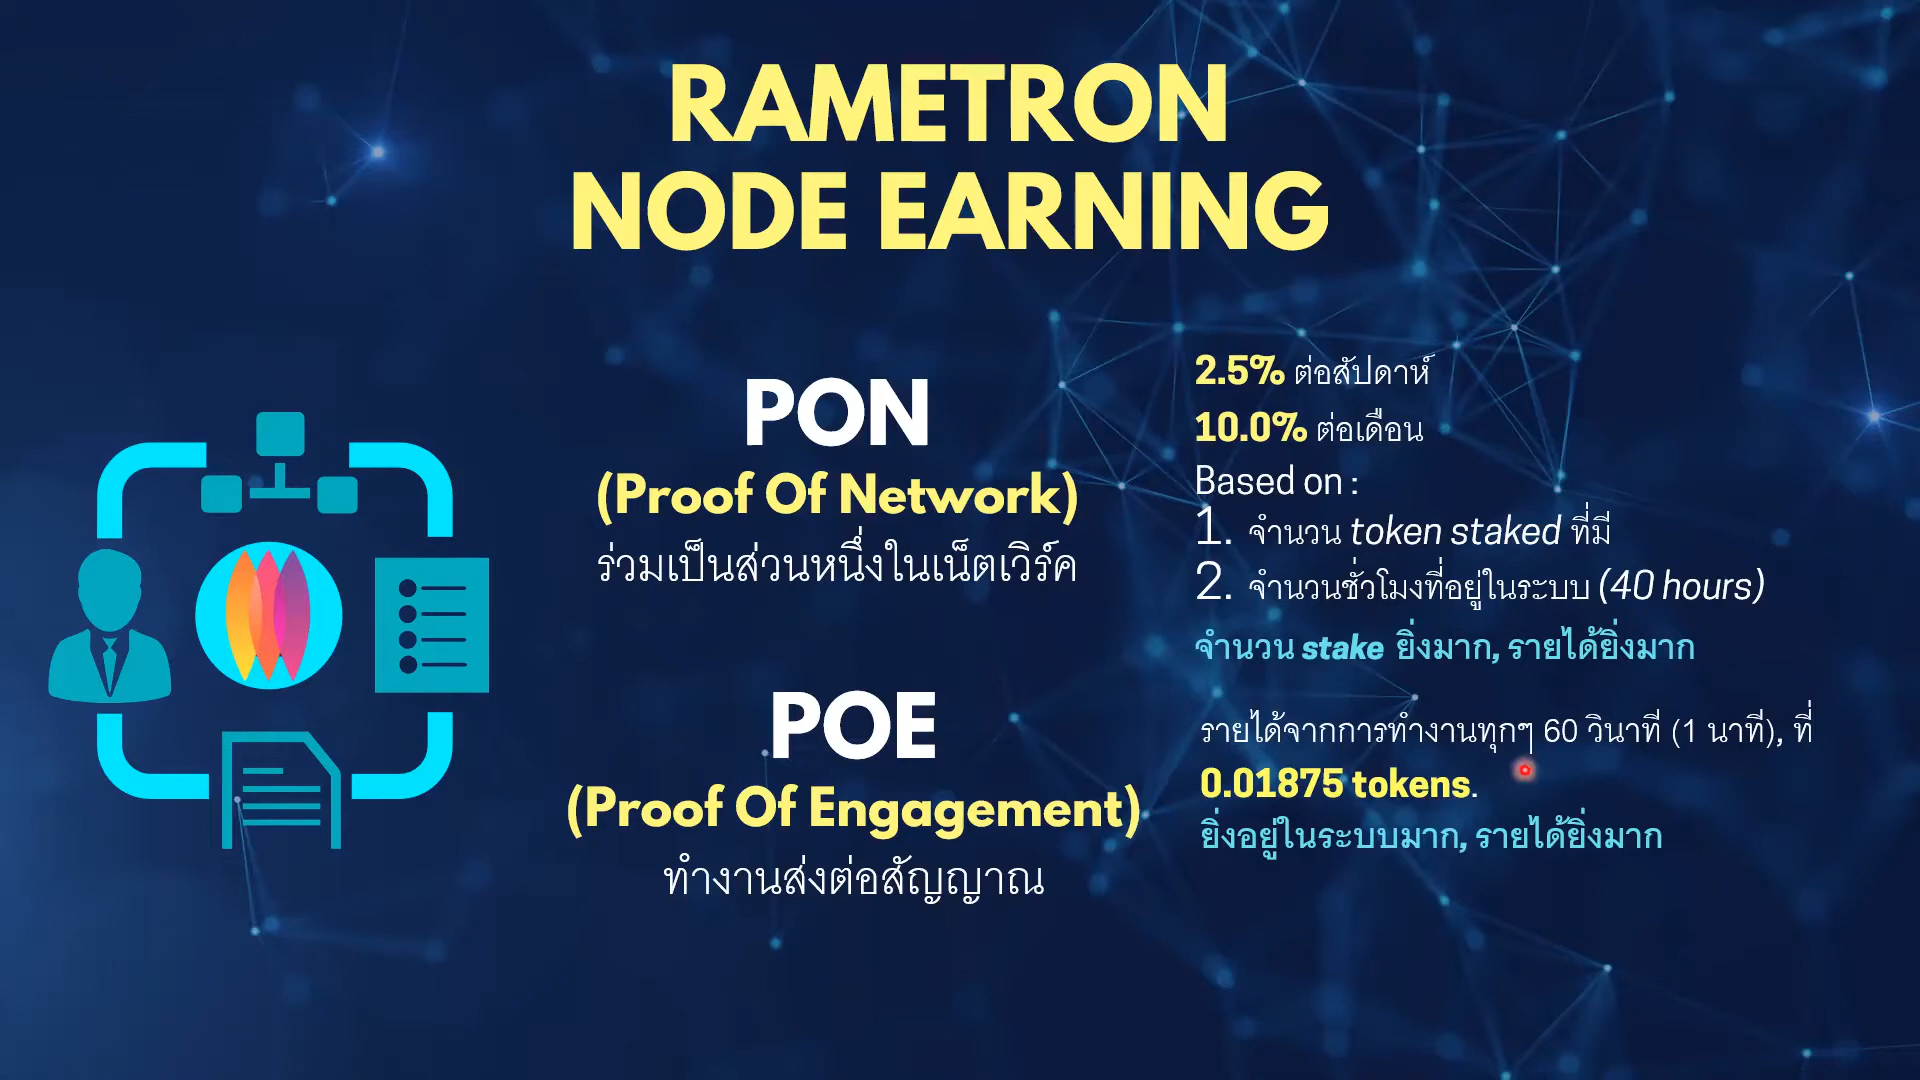 RAMETRON
NODE EARNING
PON
(Proof Of Network)
ร่วมเป็นส่วนหนึ่งในเน็ตเวิร์ค
2.5% ต่อสัปดาห์
10.0% ต่อเดือน
Based on :
1. จำนวน token staked ที่มี
2. จำนวนชั่วโมงที่อยู่ในระบบ (40 hours)
จำนวน stake ยิ่งมาก, รายได้ยิ่งมาก
POE
(Proof Of Engagement)
ทำงานส่งต่อสัญญาณ
รายได้จากการทำงานทุกๆ 60 วินาที (1 นาที), ที่
0.01875 tokens.
ยิ่งอยู่ในระบบมาก, รายได้ยิ่งมาก